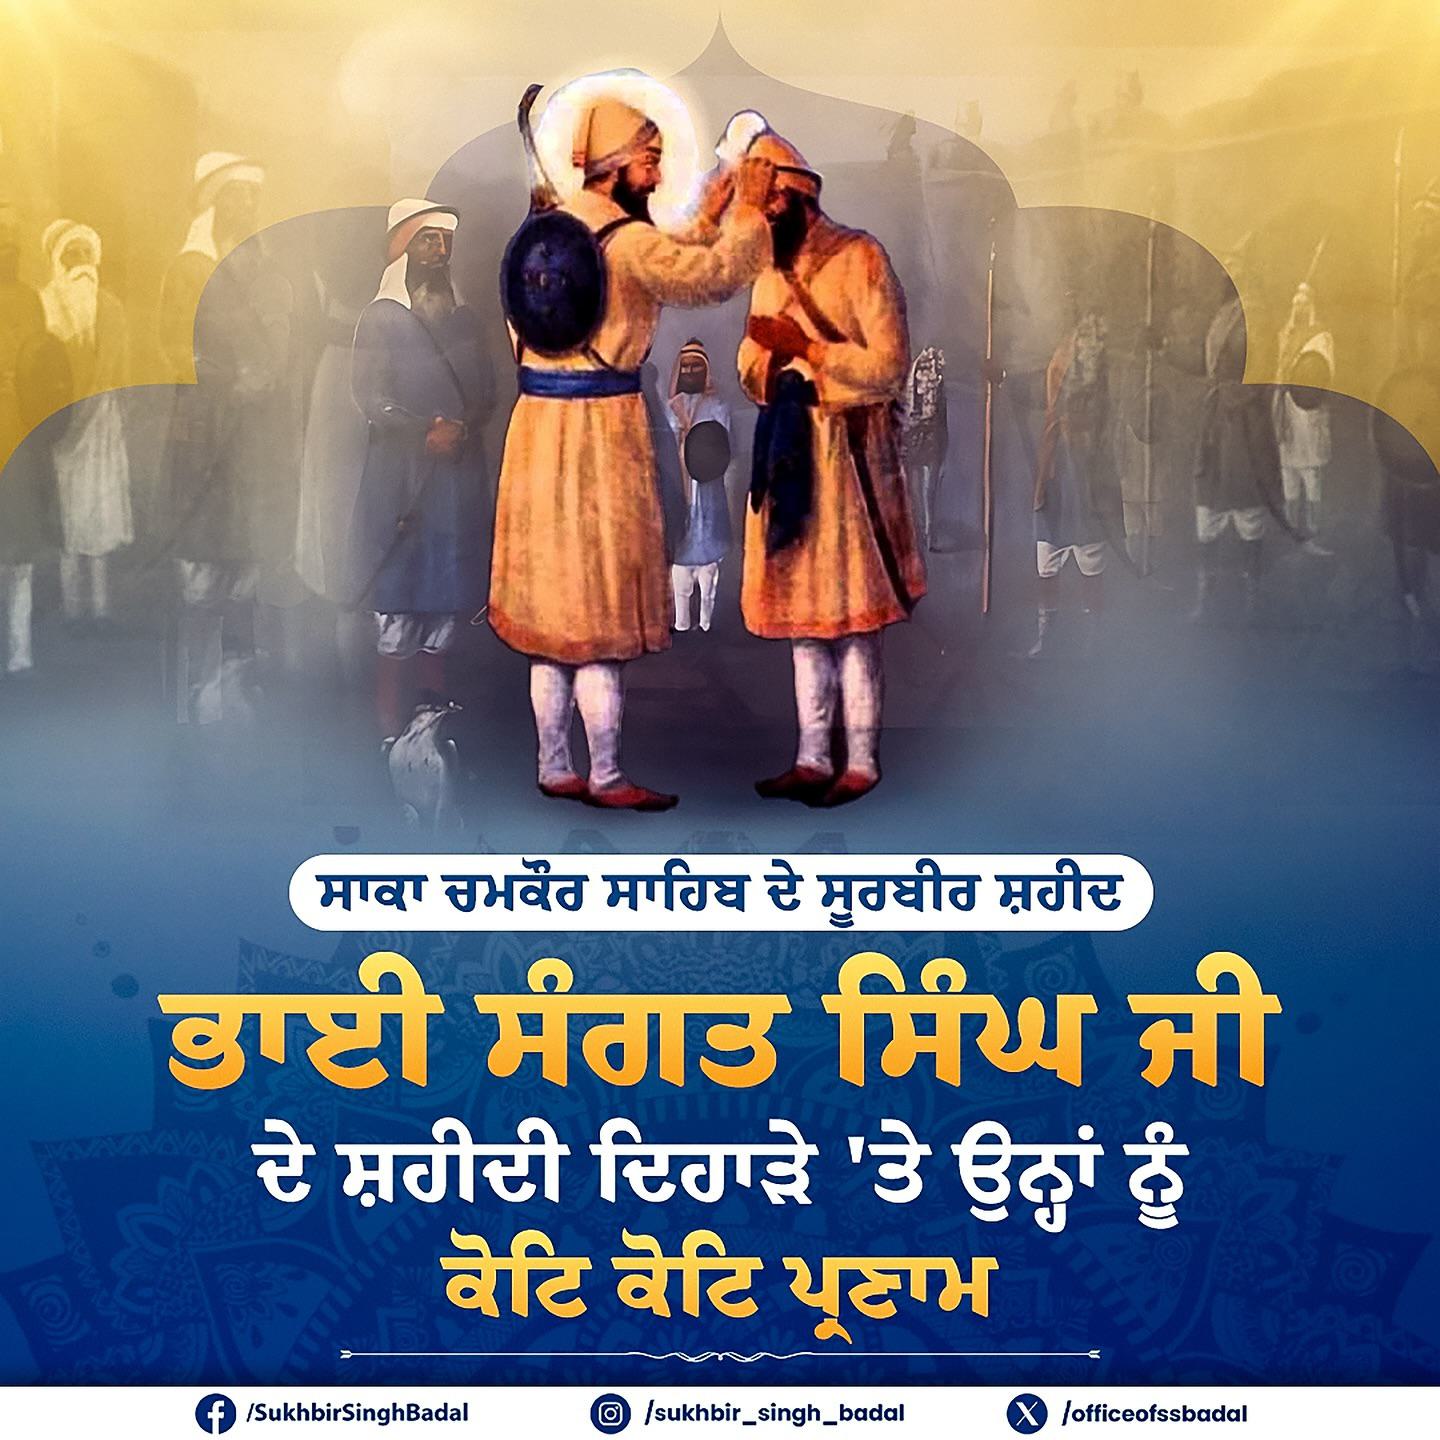 ਸਾਕਾ ਚਮਕੌਰ ਸਾਹਿਬ ਦੇ ਸੂਰਬੀਰ ਸ਼ਹੀਦ
ਭਾਈ ਸੰਗਤ ਸਿੰਘ ਜੀ
ਦੇ ਸ਼ਹੀਦੀ ਦਿਹਾੜੇ 'ਤੇ ਉਨ੍ਹਾਂ ਨੂੰ
ਕੋਟਿ ਕੋਟਿ ਪ੍ਰਣਾਮ
/SukhbirSinghBadal /sukhbir_singh_badal /officeofssbadal